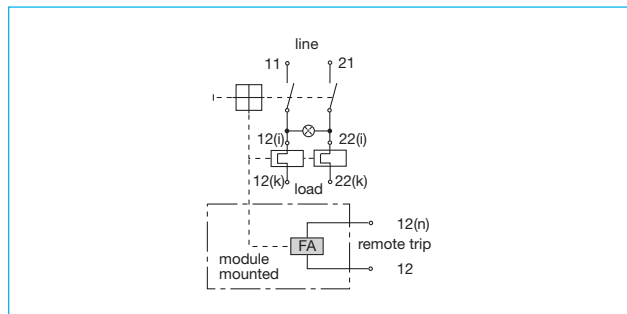 line
11 21
12(i) 22(i)
12(k) 22(k)
load
12(n)
FA remote trip
module
mounted
12